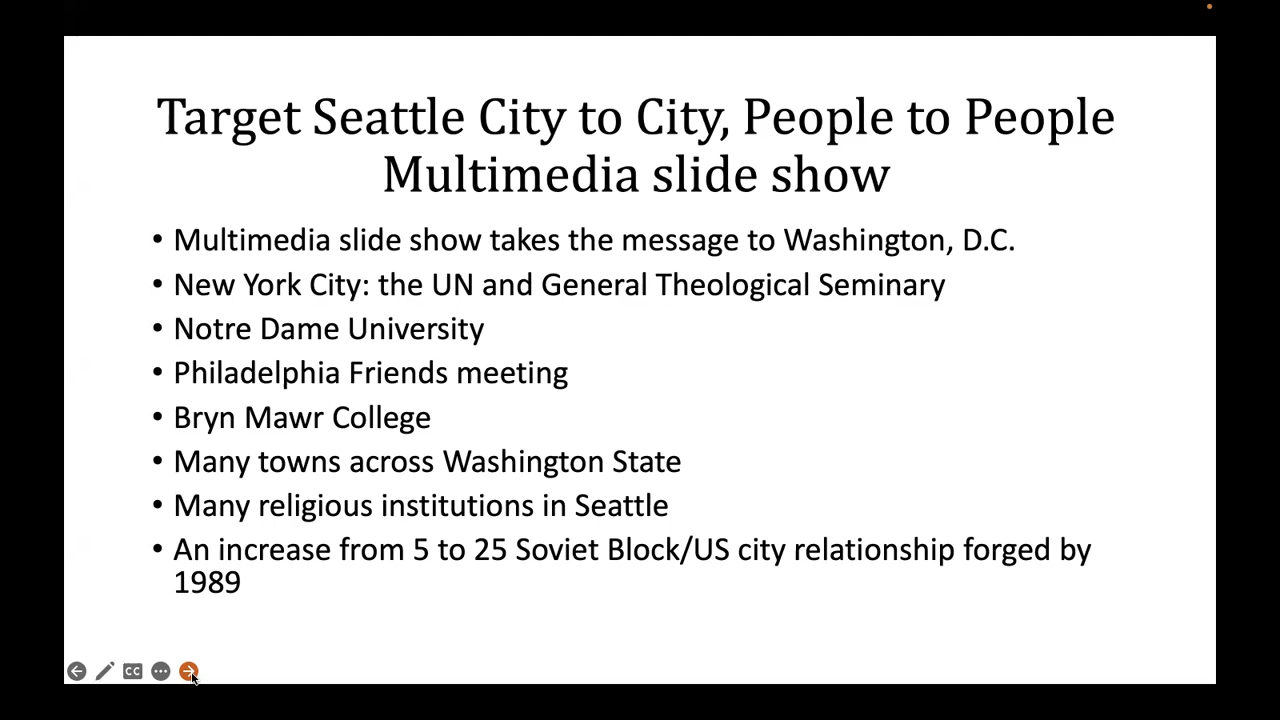 Target Seattle City to City, People to People
Multimedia slide show
• Multimedia slide show takes the message to Washington, D.C.
• New York City: the UN and General Theological Seminary
• Notre Dame University
• Philadelphia Friends meeting
• Bryn Mawr College
• Many towns across Washington State
• Many religious institutions in Seattle
• An increase from 5 to 25 Soviet Block/US city relationship forged by
1989
CC